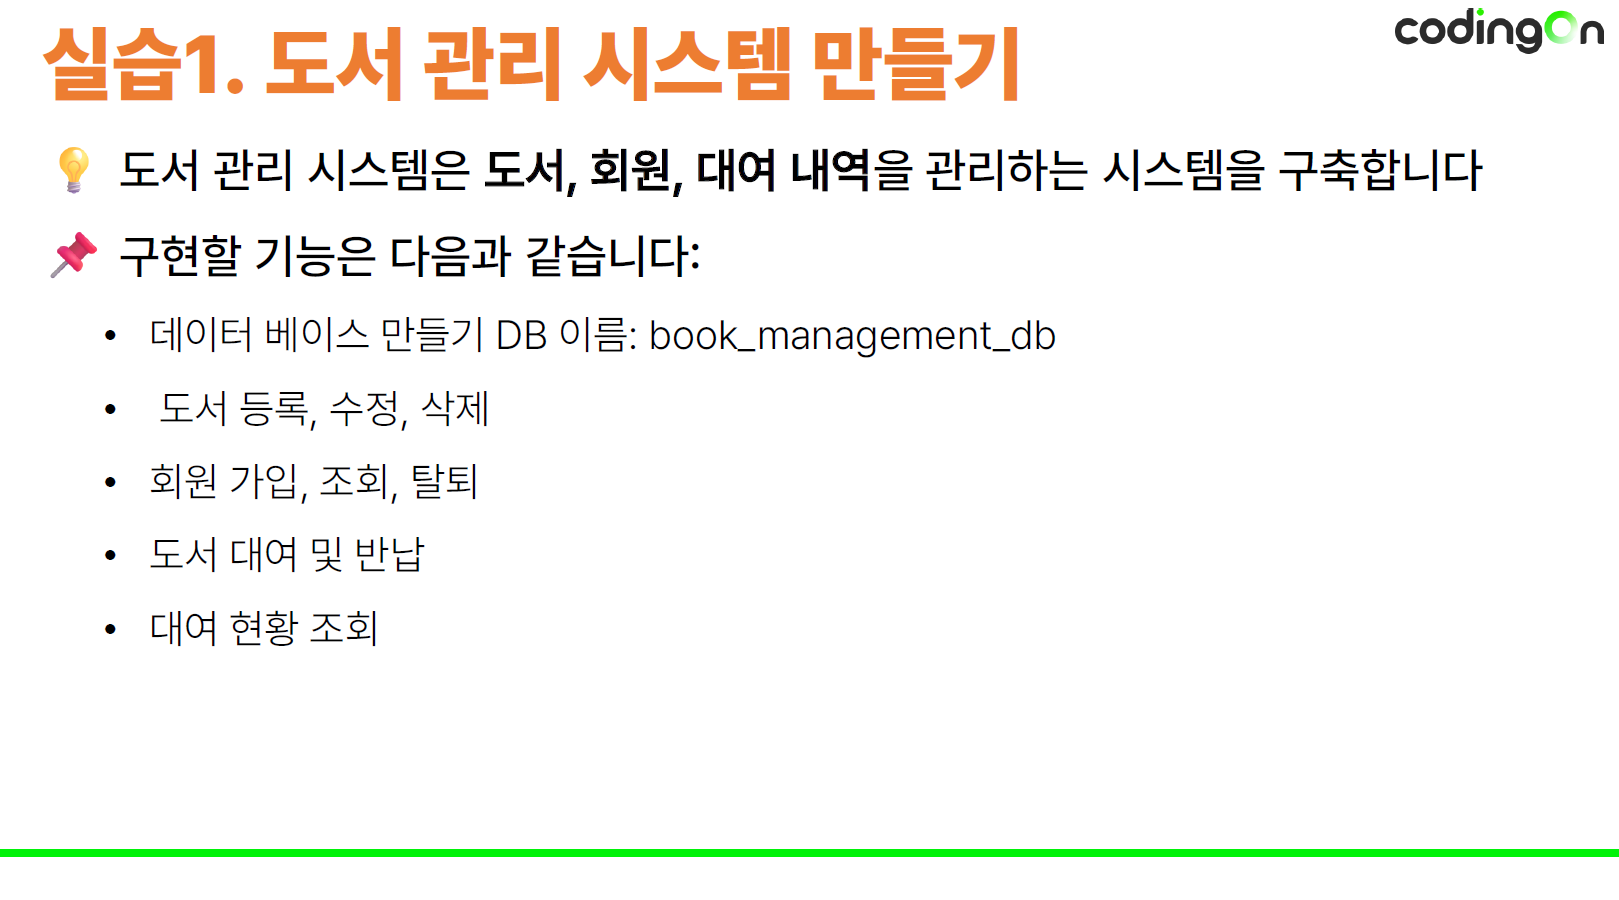 codingOn
실습1. 도서 관리 시스템 만들기
도서 관리 시스템은 도서, 회원, 대여 내역을 관리하는 시스템을 구축합니다
구현할 기능은 다음과 같습니다:
• 데이터 베이스 만들기 DB 이름: book_management_db
• 도서 등록, 수정, 삭제
• 회원 가입, 조회, 탈퇴
• 도서 대여 및 반납
• 대여 현황 조회